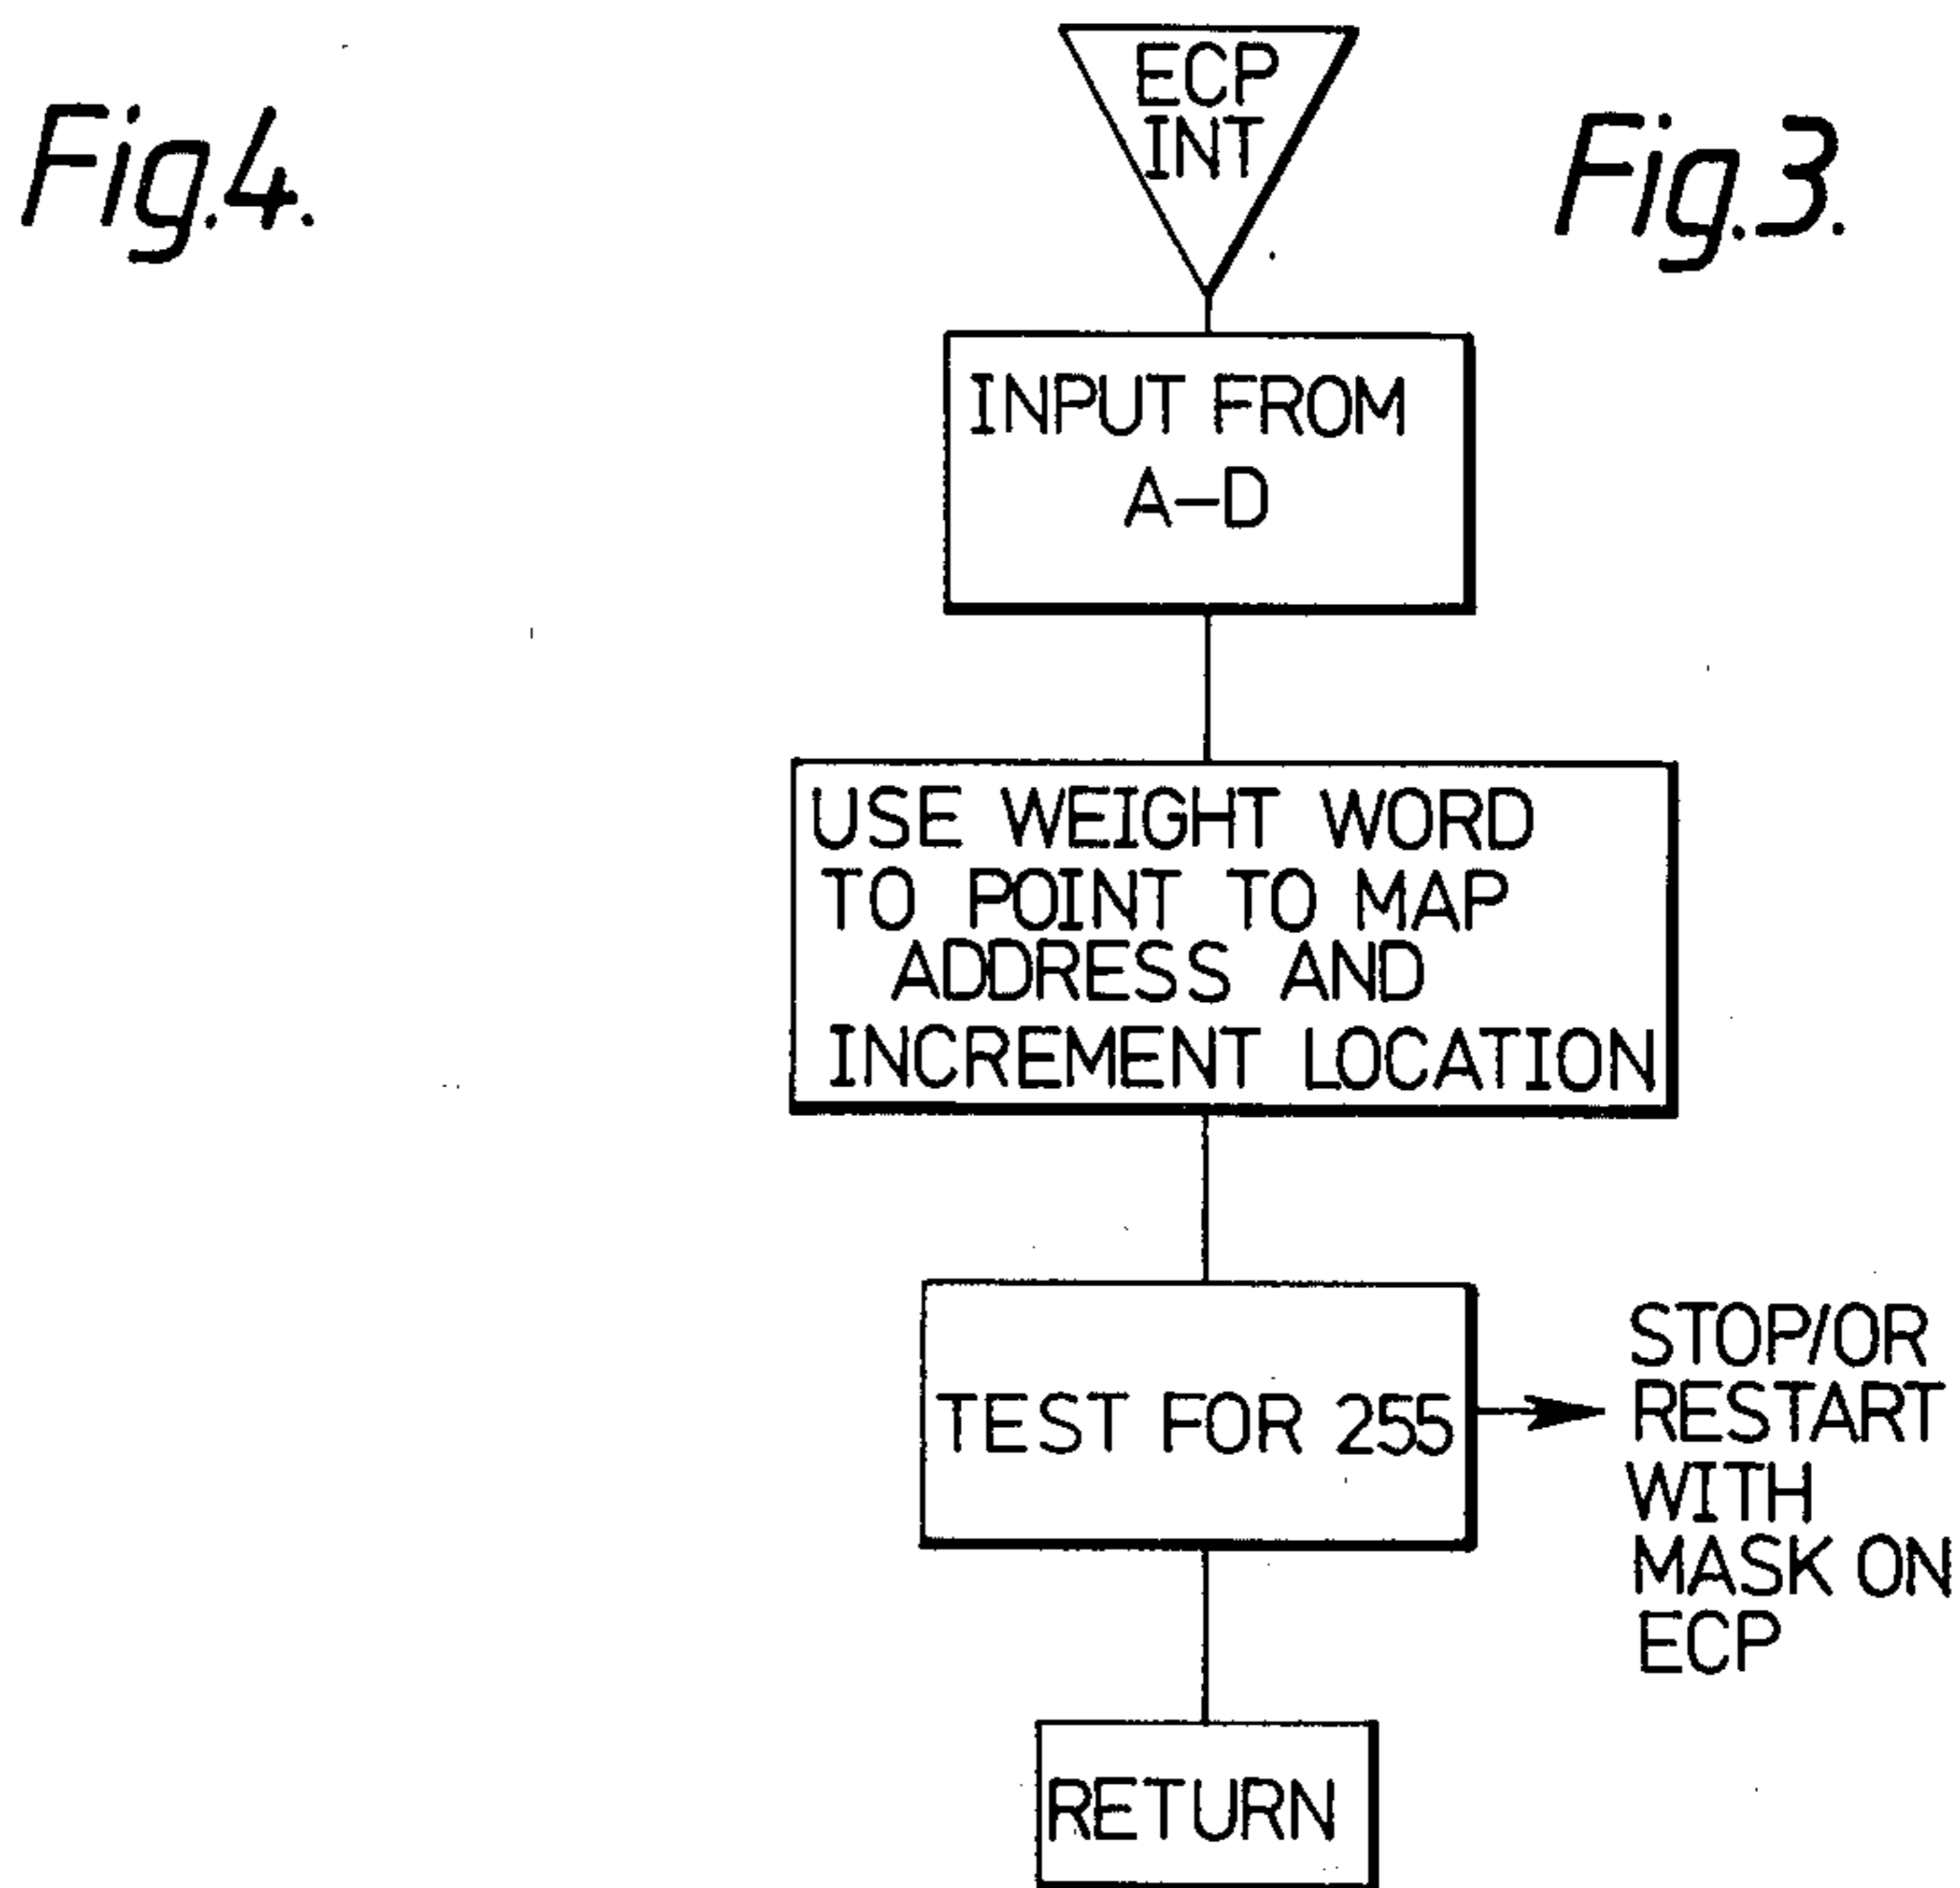 Fig.4.
ECP
INT
Fig.3.
INPUT FROM
A-D
USE WEIGHT WORD
TO POINT TO MAP
ADDRESS AND
INCREMENT LOCATION
TEST FOR 255
STOP/OR
RESTART
WITH
MASK ON
ECP
RETURN